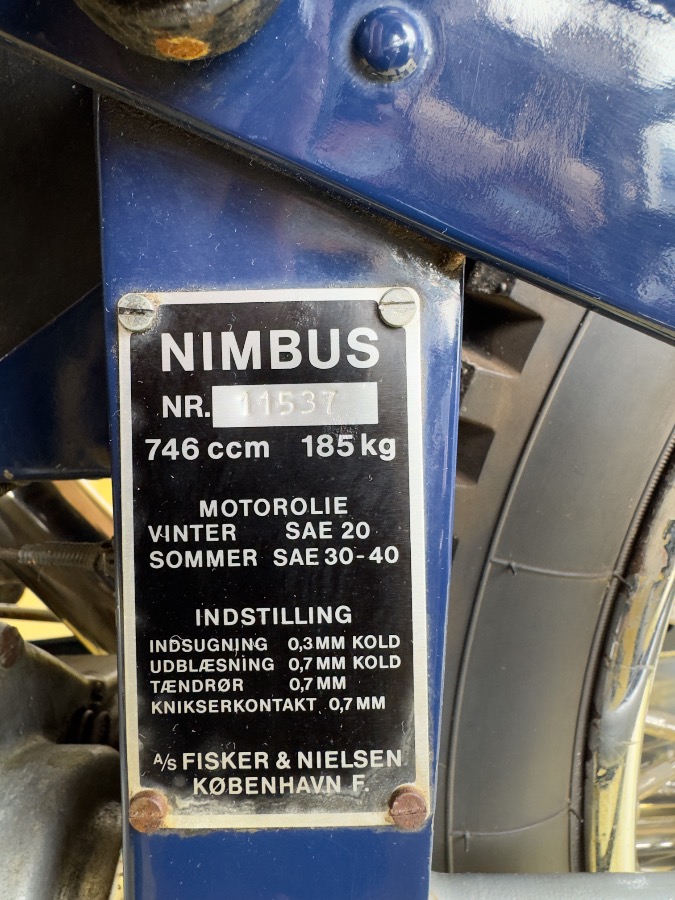 NIMBUS
NR. 11537
746 ccm 185 kg
MOTOROLIE
VINTER SAE 20
SOMMER SAE 30-40
INDSTILLING
INDSUGNING 0,3 MM KOLD
UDBLÆSNING 0,7 MM KOLD
TÆNDRØR 0,7 MM
KNIKSERKONTAKT 0,7 MM
A/S FISKER & NIELSEN
KØBENHAVN F.